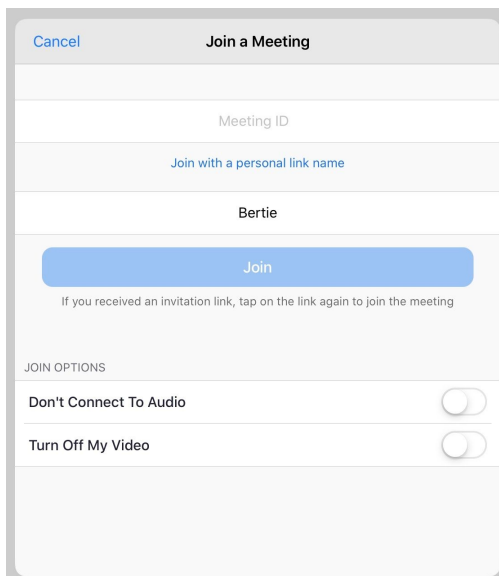 Cancel
Join a Meeting
Meeting ID
Join with a personal link name
Bertie
Join
If you received an invitation link, tap on the link again to join the meeting
JOIN OPTIONS
Don't Connect To Audio
Turn Off My Video